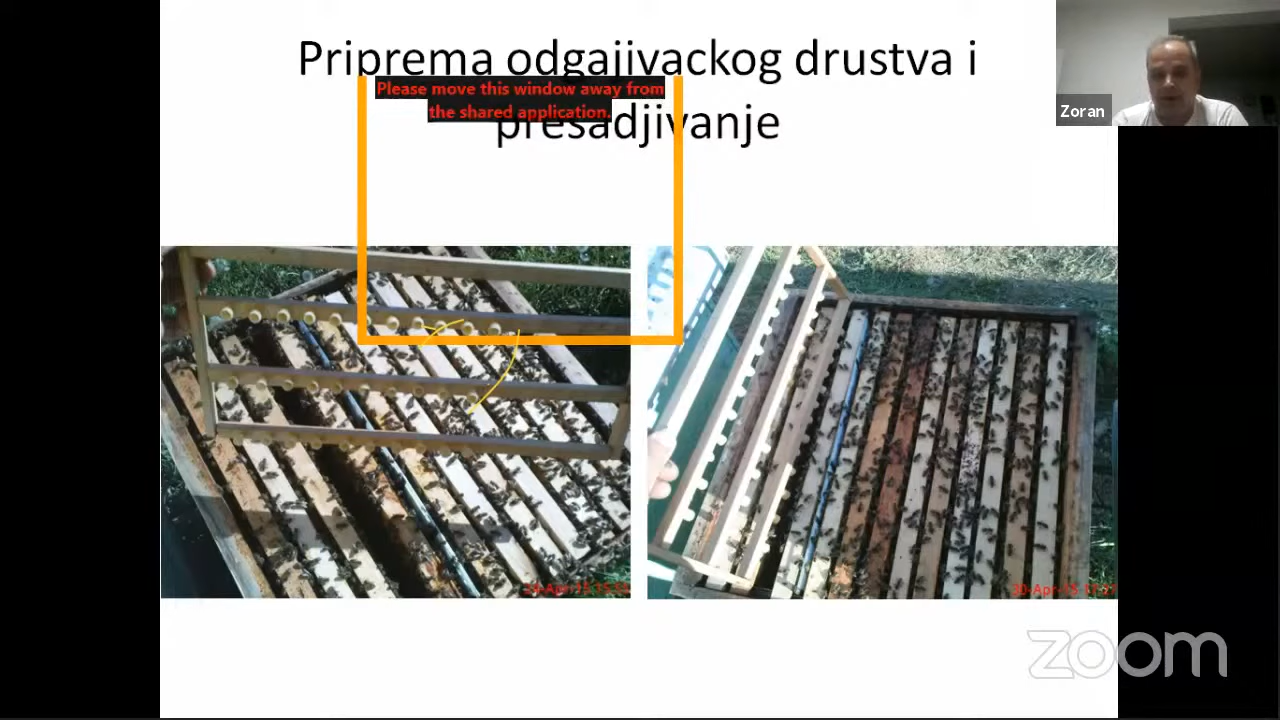 Priprema odgajivackog drustva i
presadjivanje
Please move this window away from
the shared application.
Zoran
zoom